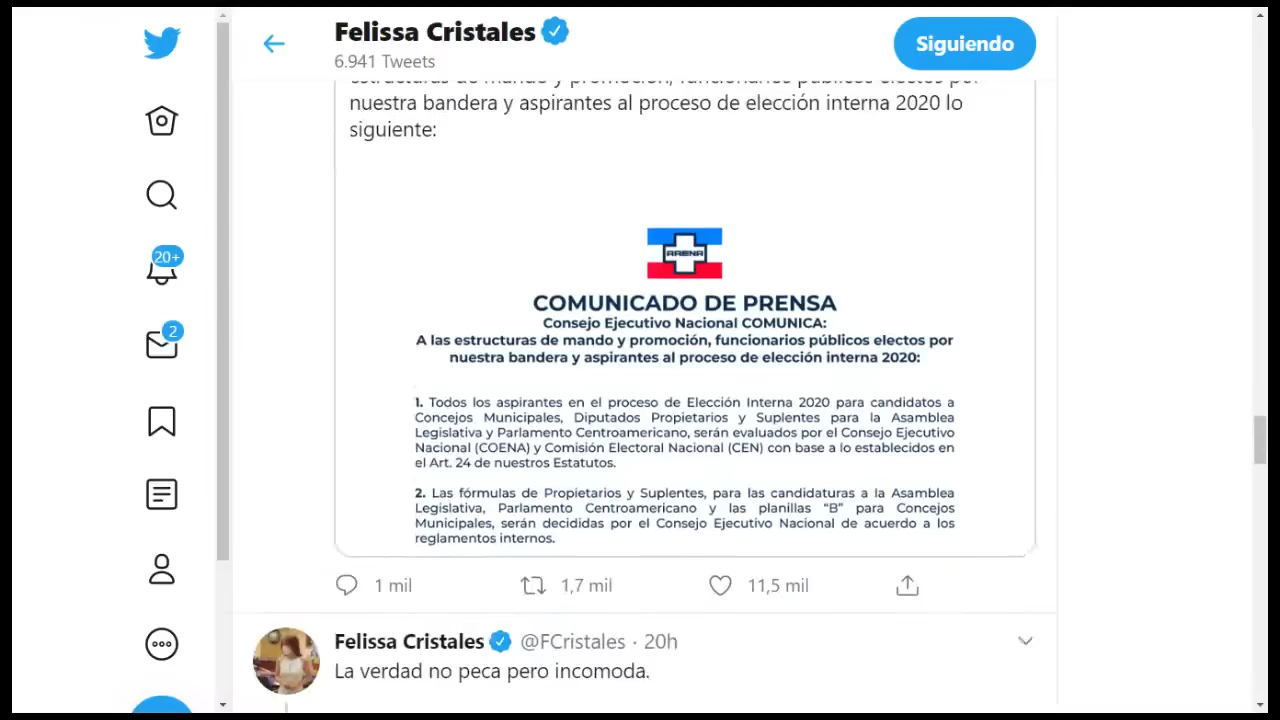 Felissa Cristales
6.941 Tweets
Siguiendo
estructuras de mando y promoción, funcionarios públicos electos por
nuestra bandera y aspirantes al proceso de elección interna 2020 lo
siguiente:
20+
2
ARENA
COMUNICADO DE PRENSA
Consejo Ejecutivo Nacional COMUNICA:
A las estructuras de mando y promoción, funcionarios públicos electos por
nuestra bandera y aspirantes al proceso de elección interna 2020:
1. Todos los aspirantes en el proceso de Elección Interna 2020 para candidatos a
Concejos Municipales, Diputados Propietarios y Suplentes para la Asamblea
Legislativa y Parlamento Centroamericano, serán evaluados por el Consejo Ejecutivo
Nacional (COENA) y Comisión Electoral Nacional (CEN) con base a lo establecidos en
el Art. 24 de nuestros Estatutos.
2. Las fórmulas de Propietarios y Suplentes, para las candidaturas a la Asamblea
Legislativa, Parlamento Centroamericano y las planillas “B” para Concejos
Municipales, serán decididas por el Consejo Ejecutivo Nacional de acuerdo a los
reglamentos internos.
1 mil 1,7 mil 11,5 mil
Felissa Cristales @FCristales · 20h
La verdad no peca pero incomoda.